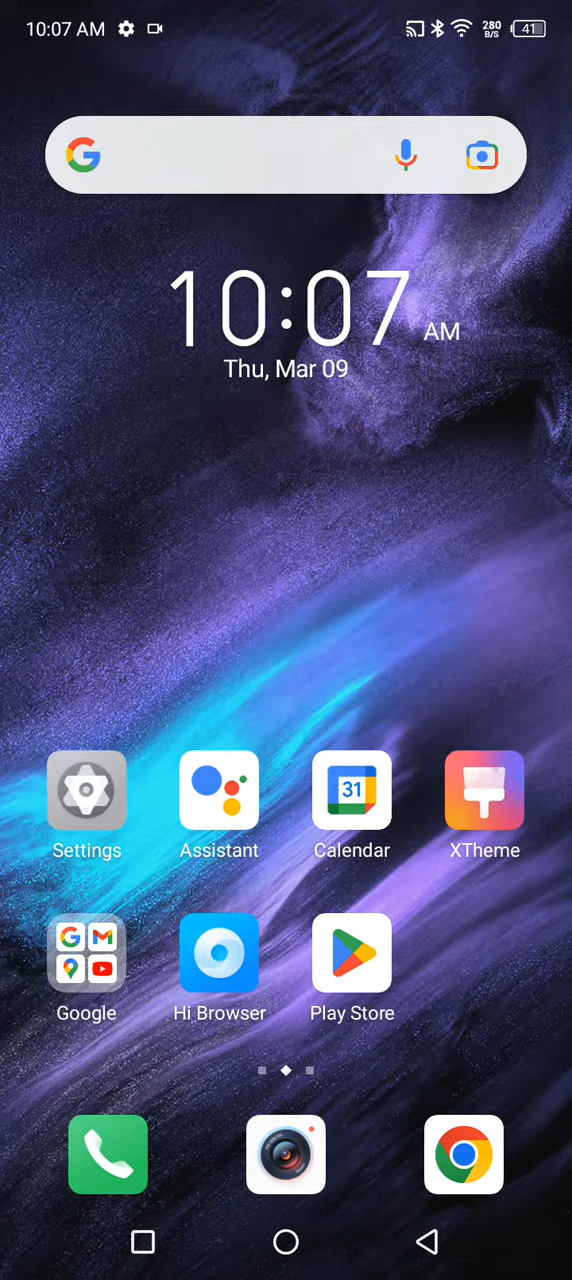 10:07 AM
280
B/S
41
10:07 AM
Thu, Mar 09
31
Settings
Assistant
Calendar
XTheme
Google
Hi Browser
Play Store